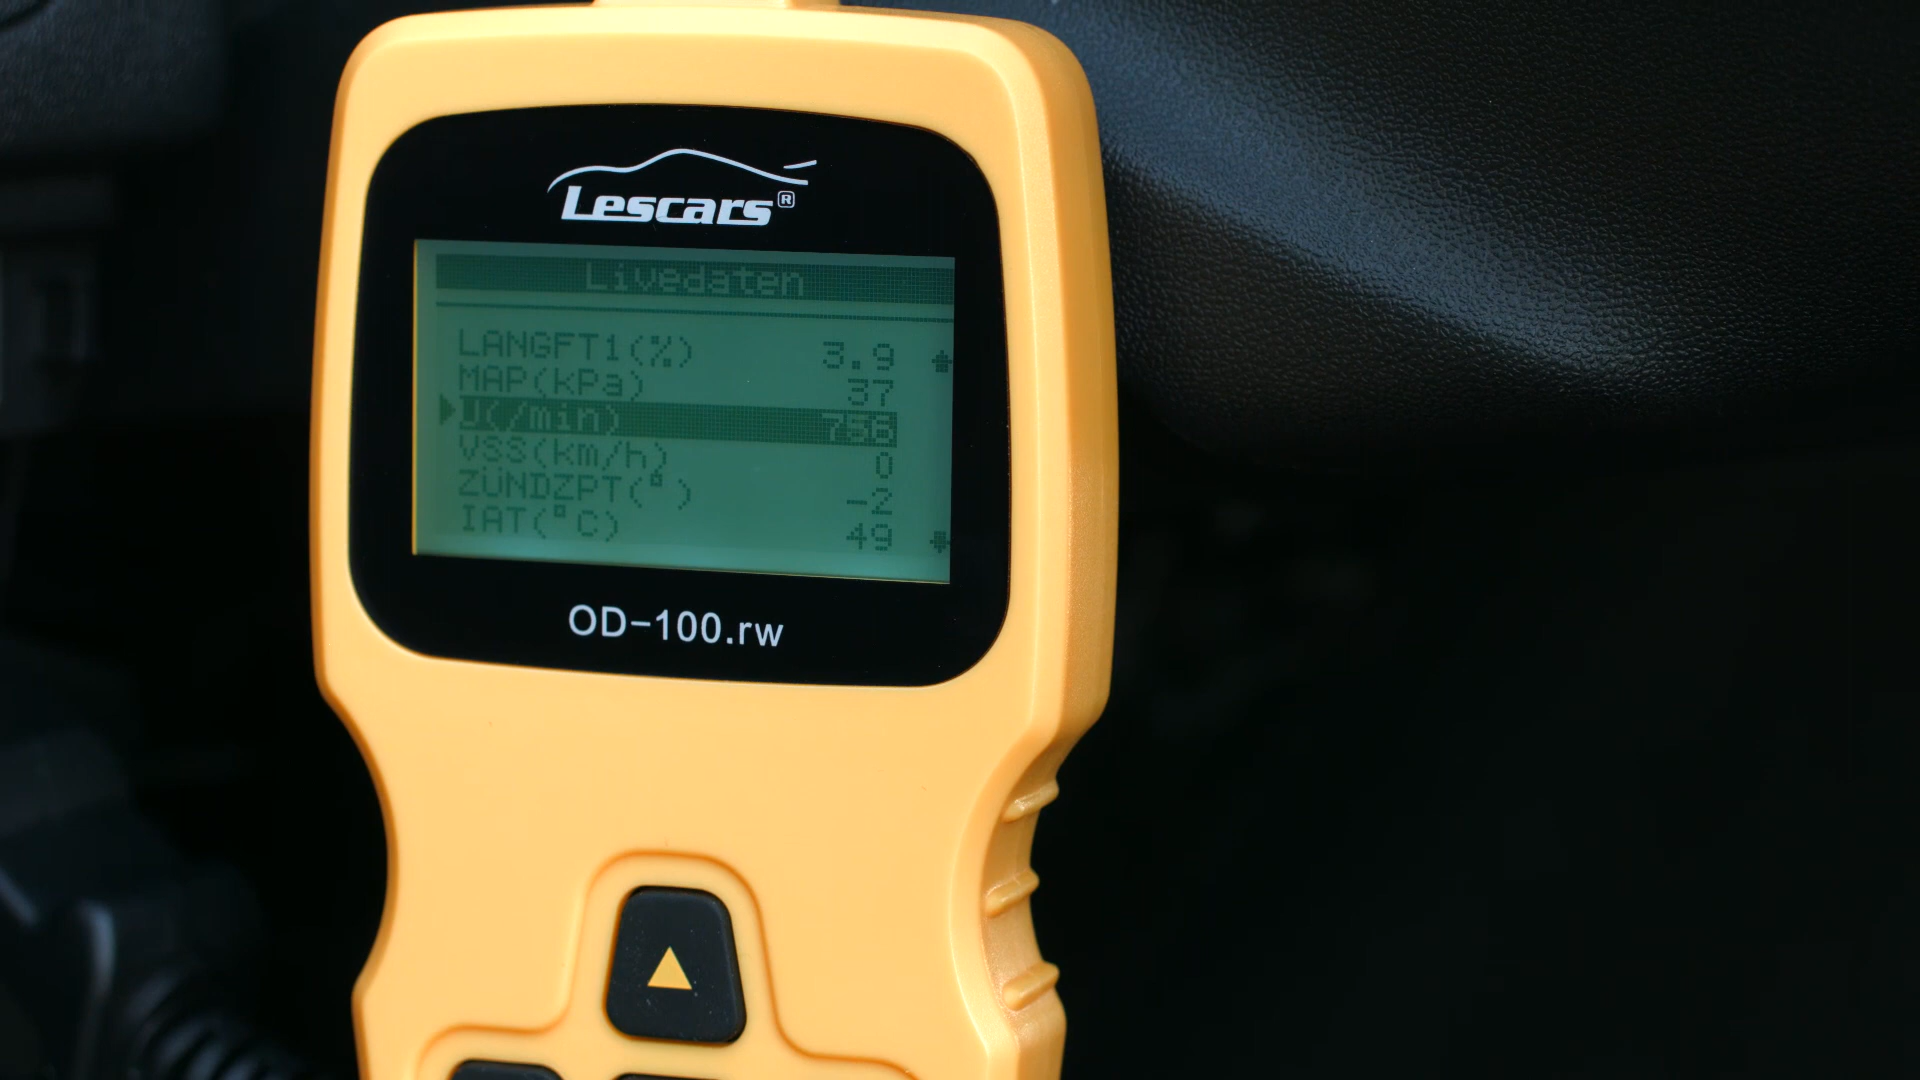 Lescars®
Livedaten
LANGFT1(%) 3.9
MAP(kPa) 37
U(/min)
VSS(km/h) 0
ZÜNDZPT(°) -2
IAT(°C) 49
OD-100.rw